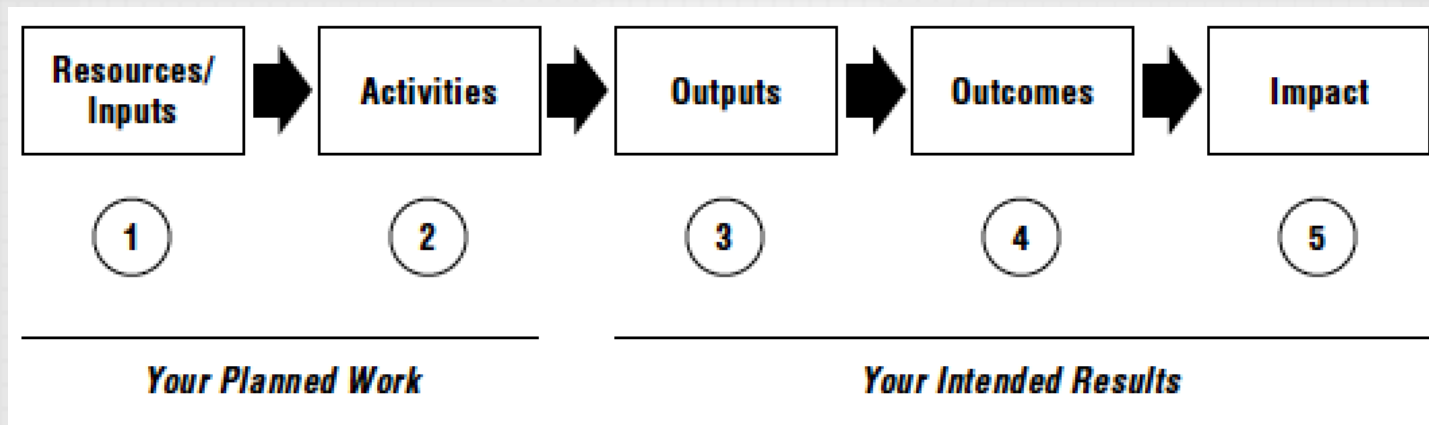 Resources/
Inputs
Activities
Outputs
Outcomes
Impact
1
2
3
4
5
Your Planned Work
Your Intended Results